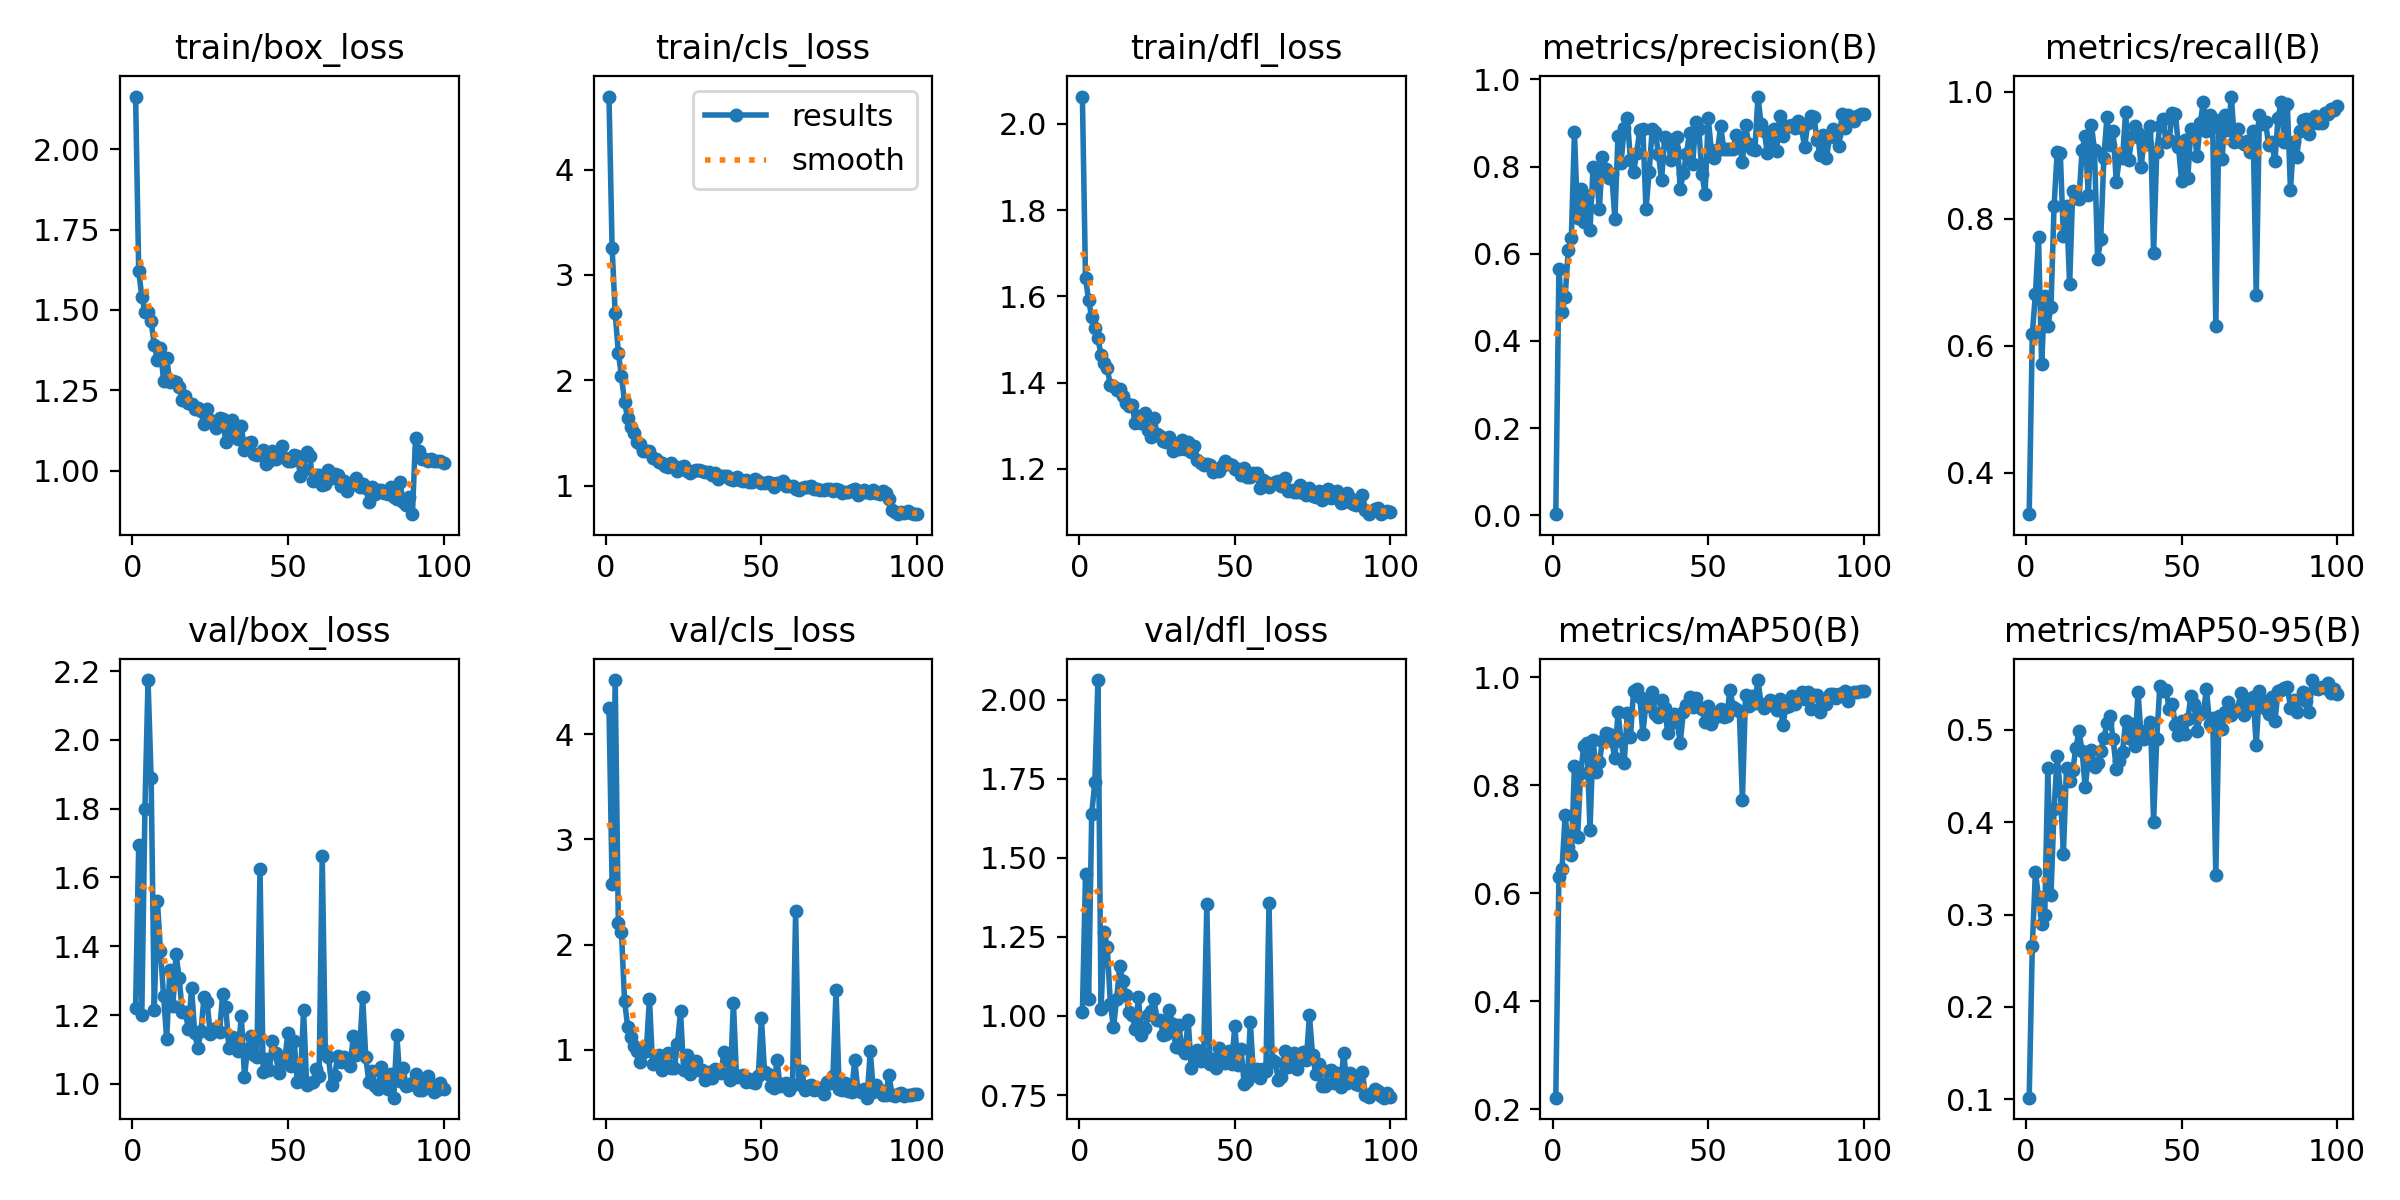 train/box_loss
train/cls_loss
train/dfl_loss
metrics/precision(B)
metrics/recall(B)
2.00
1.75
1.50
1.25
1.00
0 50 100
results
smooth
4
3
2
1
0 50 100
2.0
1.8
1.6
1.4
1.2
0 50 100
1.0
0.8
0.6
0.4
0.2
0.0
0 50 100
1.0
0.8
0.6
0.4
0 50 100
val/box_loss
val/cls_loss
val/dfl_loss
metrics/mAP50(B)
metrics/mAP50-95(B)
2.2
2.0
1.8
1.6
1.4
1.2
1.0
0 50 100
4
3
2
1
0 50 100
2.00
1.75
1.50
1.25
1.00
0.75
0 50 100
1.0
0.8
0.6
0.4
0.2
0 50 100
0.5
0.4
0.3
0.2
0.1
0 50 100